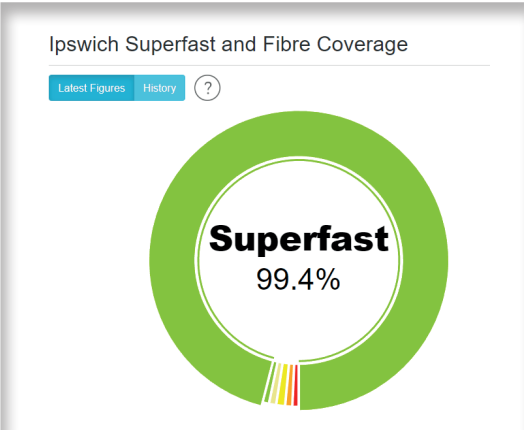 Ipswich Superfast and Fibre Coverage
Latest Figures History ?
Superfast
99.4%